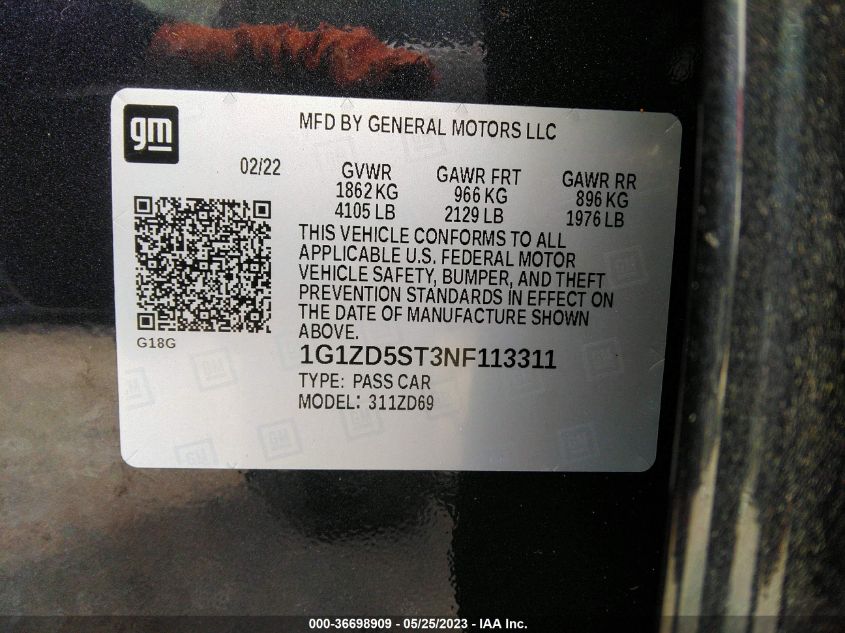 gm
MFD BY GENERAL MOTORS LLC
02/22
GVWR
1862 KG
4105 LB
GAWR FRT
966 KG
2129 LB
GAWR RR
896 KG
1976 LB
THIS VEHICLE CONFORMS TO ALL
APPLICABLE U.S. FEDERAL MOTOR
VEHICLE SAFETY, BUMPER, AND THEFT
PREVENTION STANDARDS IN EFFECT ON
THE DATE OF MANUFACTURE SHOWN
ABOVE.
G18G
1G1ZD5ST3NF113311
TYPE: PASS CAR
MODEL: 311ZD69
000-36698909 - 05/25/2023 - IAA Inc.